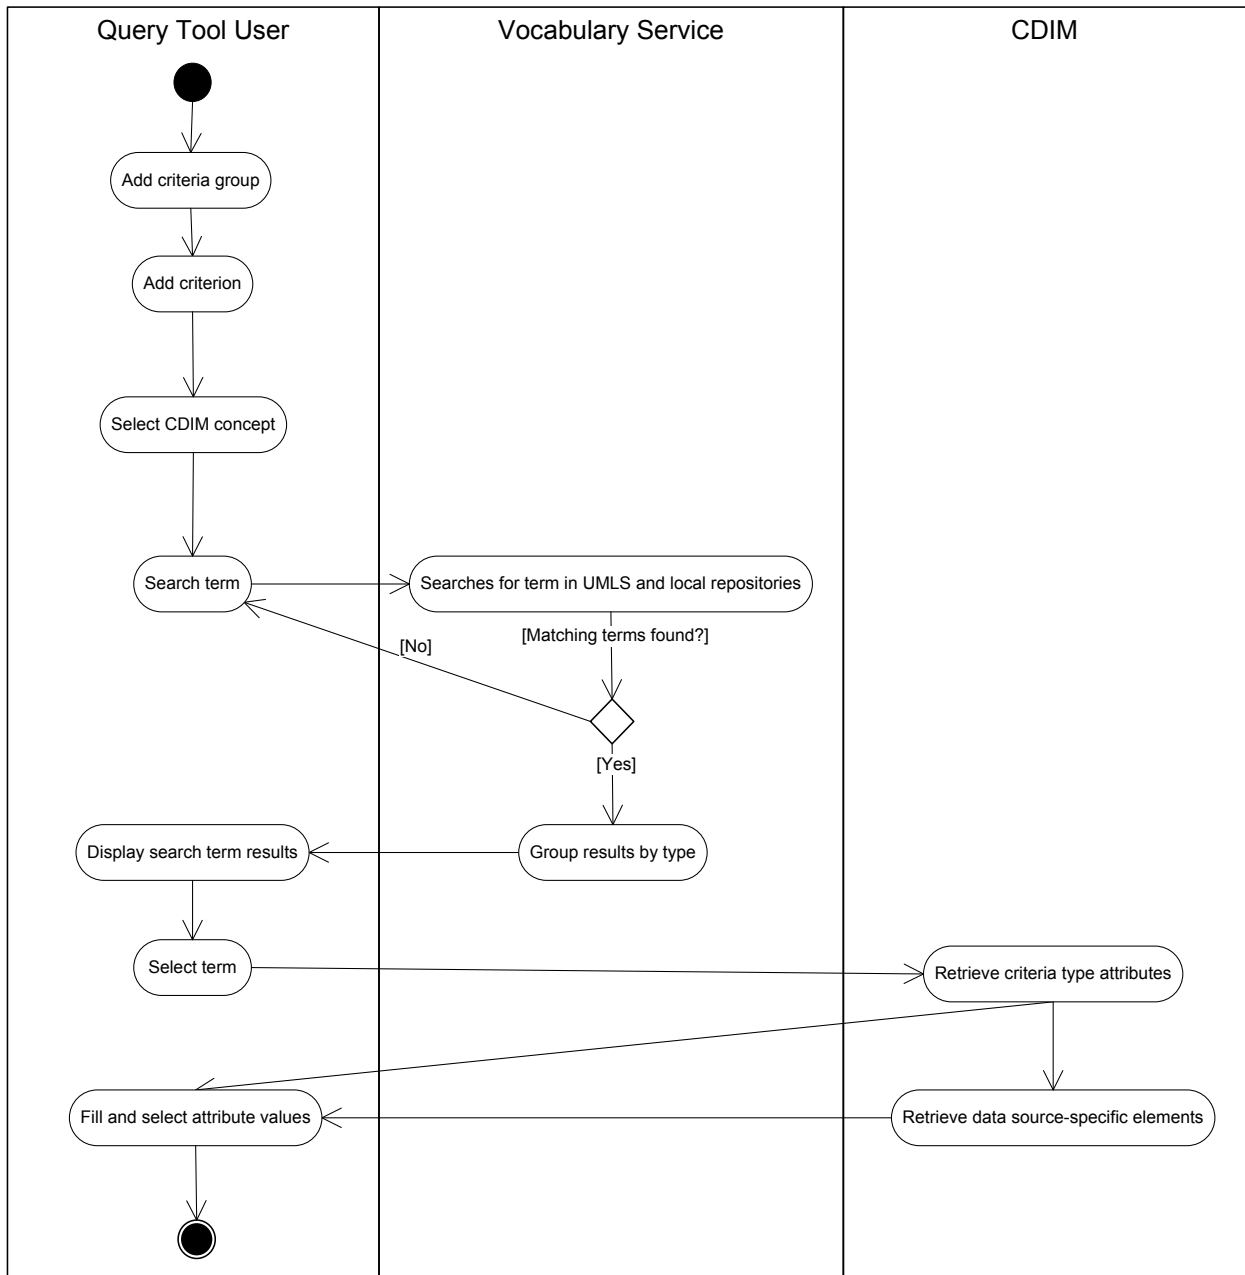 Query Tool User
Vocabulary Service
CDIM
Add criteria group
Add criterion
Select CDIM concept
Search term
Searches for term in UMLS and local repositories
[Matching terms found?]
[No]
[Yes]
Display search term results
Group results by type
Select term
Retrieve criteria type attributes
Fill and select attribute values
Retrieve data source-specific elements